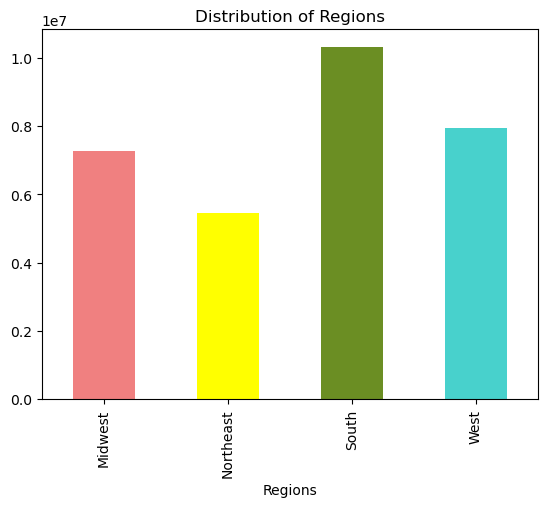 Distribution of Regions
1e7
1.0
0.8
0.6
0.4
0.2
0.0
Midwest
Northeast
South
West
Regions